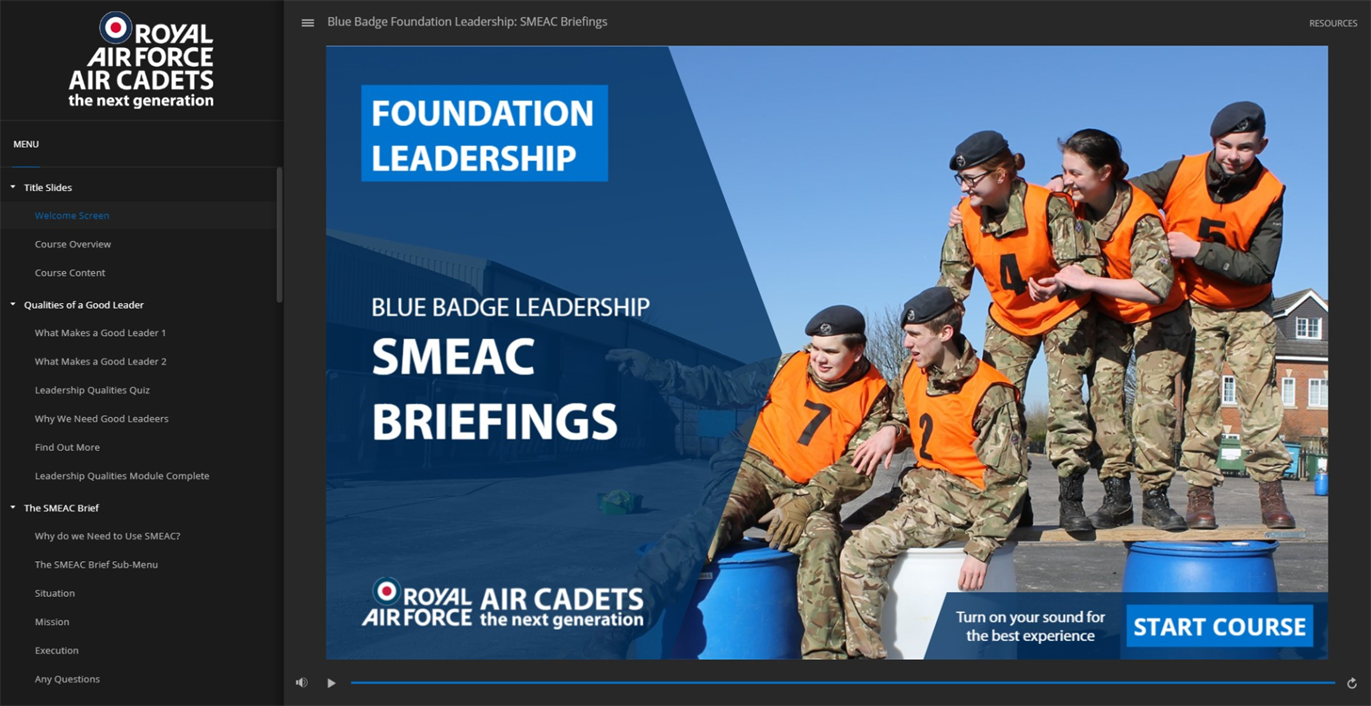 ROYAL
AIR FORCE
AIR CADETS
the next generation
MENU
Title Slides
Welcome Screen
Course Overview
Course Content
Qualities of a Good Leader
What Makes a Good Leader 1
What Makes a Good Leader 2
Leadership Qualities Quiz
Why We Need Good Leadeers
Find Out More
Leadership Qualities Module Complete
The SMEAC Brief
Why do we Need to Use SMEAC?
The SMEAC Brief Sub-Menu
Situation
Mission
Execution
Any Questions
Blue Badge Foundation Leadership: SMEAC Briefings
RESOURCES
FOUNDATION
LEADERSHIP
BLUE BADGE LEADERSHIP
SMEAC
BRIEFINGS
4
5
7
2
ROYAL
AIR FORCE
AIR CADETS
the next generation
Turn on your sound for
the best experience
START COURSE